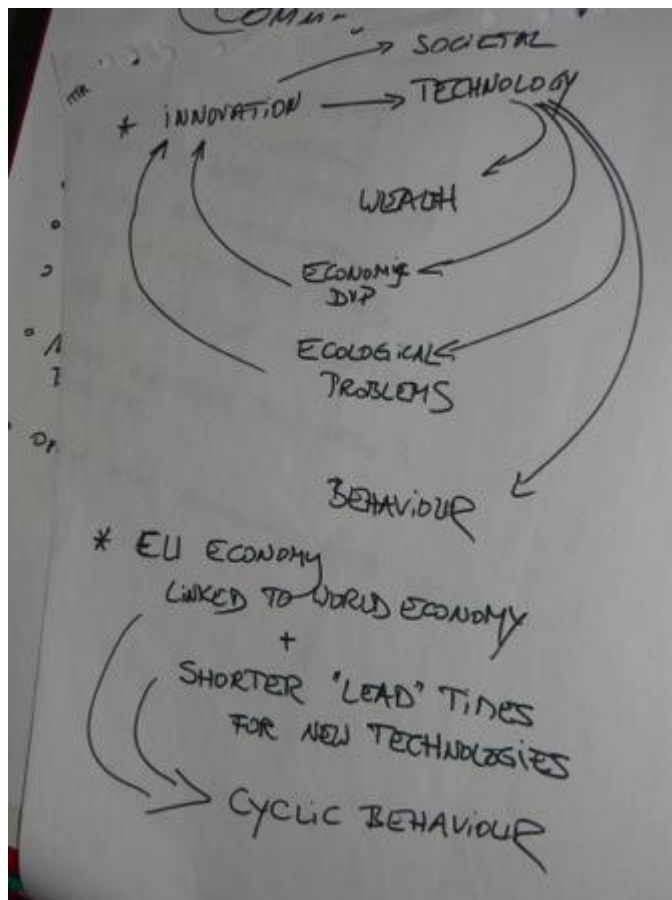 SOCIETAL
* INNOVATION → TECHNOLOGY
WEALTH
ECONOMIC
DVP
ECOLOGICAL
PROBLEMS
BEHAVIOUR
* EU ECONOMY
LINKED TO WORLD ECONOMY
+
SHORTER "LEAD" TIMES
FOR NEW TECHNOLOGIES
CYCLIC BEHAVIOUR